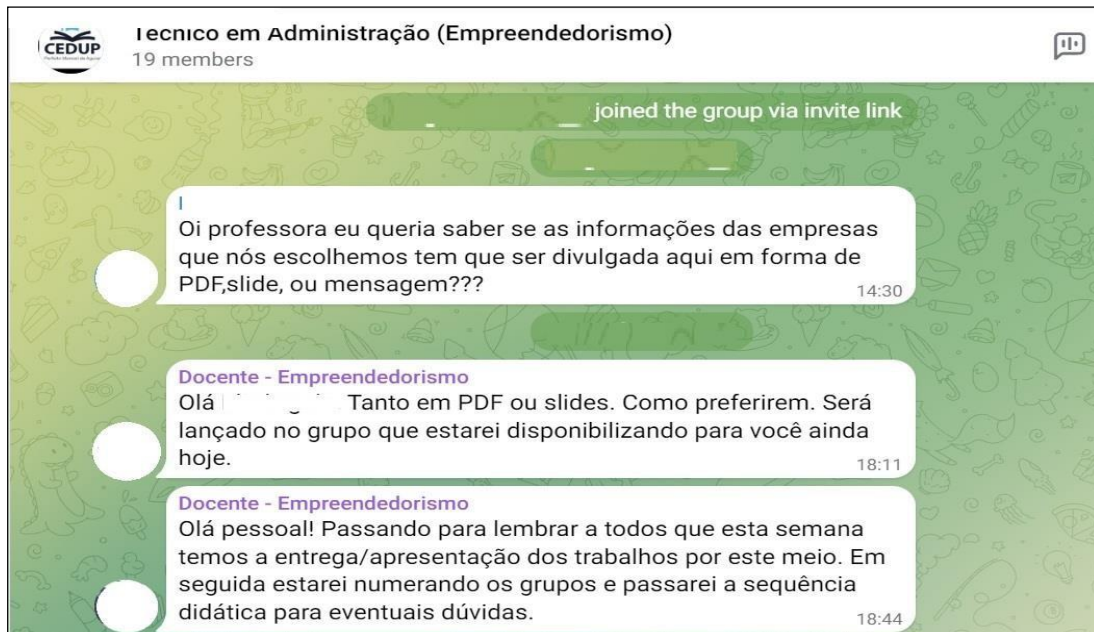 CEDUP
Técnico em Administração (Empreendedorismo)
19 members
joined the group via invite link
Oi professora eu queria saber se as informações das empresas
que nós escolhemos tem que ser divulgada aqui em forma de
PDF,slide, ou mensagem???
14:30
Docente - Empreendedorismo
Olá Tanto em PDF ou slides. Como preferirem. Será
lançado no grupo que estarei disponibilizando para você ainda
hoje.
18:11
Docente - Empreendedorismo
Olá pessoal! Passando para lembrar a todos que esta semana
temos a entrega/apresentação dos trabalhos por este meio. Em
seguida estarei numerando os grupos e passarei a sequência
didática para eventuais dúvidas.
18:44